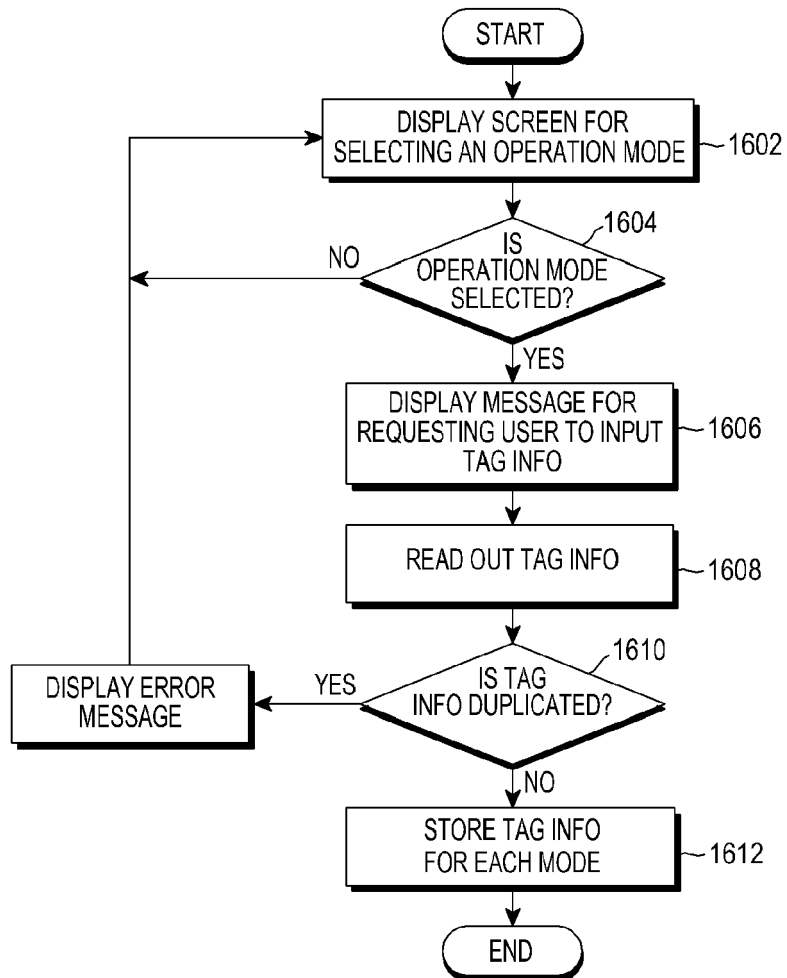 START
DISPLAY SCREEN FOR
SELECTING AN OPERATION MODE
1602
1604
IS
OPERATION MODE
SELECTED?
NO
YES
DISPLAY MESSAGE FOR
REQUESTING USER TO INPUT
TAG INFO
1606
READ OUT TAG INFO
1608
1610
IS TAG
INFO DUPLICATED?
YES
DISPLAY ERROR
MESSAGE
NO
STORE TAG INFO
FOR EACH MODE
1612
END